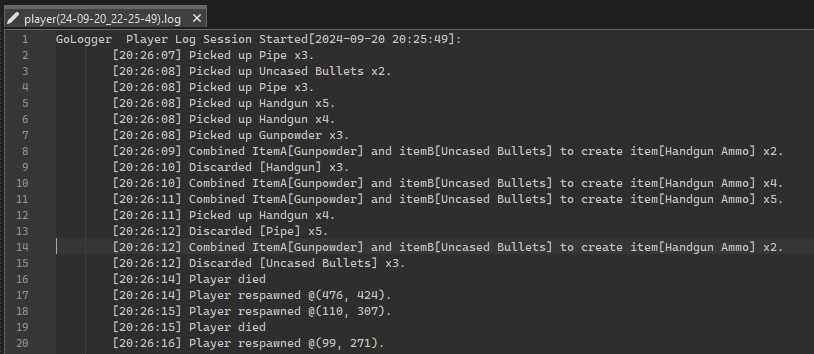 player(24-09-20_22-25-49).log ✕
1 GoLogger  Player Log Session Started[2024-09-20 20:25:49]:
2 [20:26:07] Picked up Pipe x3.
3 [20:26:08] Picked up Uncased Bullets x2.
4 [20:26:08] Picked up Pipe x3.
5 [20:26:08] Picked up Handgun x5.
6 [20:26:08] Picked up Handgun x4.
7 [20:26:08] Picked up Gunpowder x3.
8 [20:26:09] Combined ItemA[Gunpowder] and itemB[Uncased Bullets] to create item[Handgun Ammo] x2.
9 [20:26:10] Discarded [Handgun] x3.
10 [20:26:10] Combined ItemA[Gunpowder] and itemB[Uncased Bullets] to create item[Handgun Ammo] x4.
11 [20:26:11] Combined ItemA[Gunpowder] and itemB[Uncased Bullets] to create item[Handgun Ammo] x5.
12 [20:26:11] Picked up Handgun x4.
13 [20:26:12] Discarded [Pipe] x5.
14 [20:26:12] Combined ItemA[Gunpowder] and itemB[Uncased Bullets] to create item[Handgun Ammo] x2.
15 [20:26:12] Discarded [Uncased Bullets] x3.
16 [20:26:14] Player died
17 [20:26:14] Player respawned @(476, 424).
18 [20:26:15] Player respawned @(110, 307).
19 [20:26:15] Player died
20 [20:26:16] Player respawned @(99, 271).